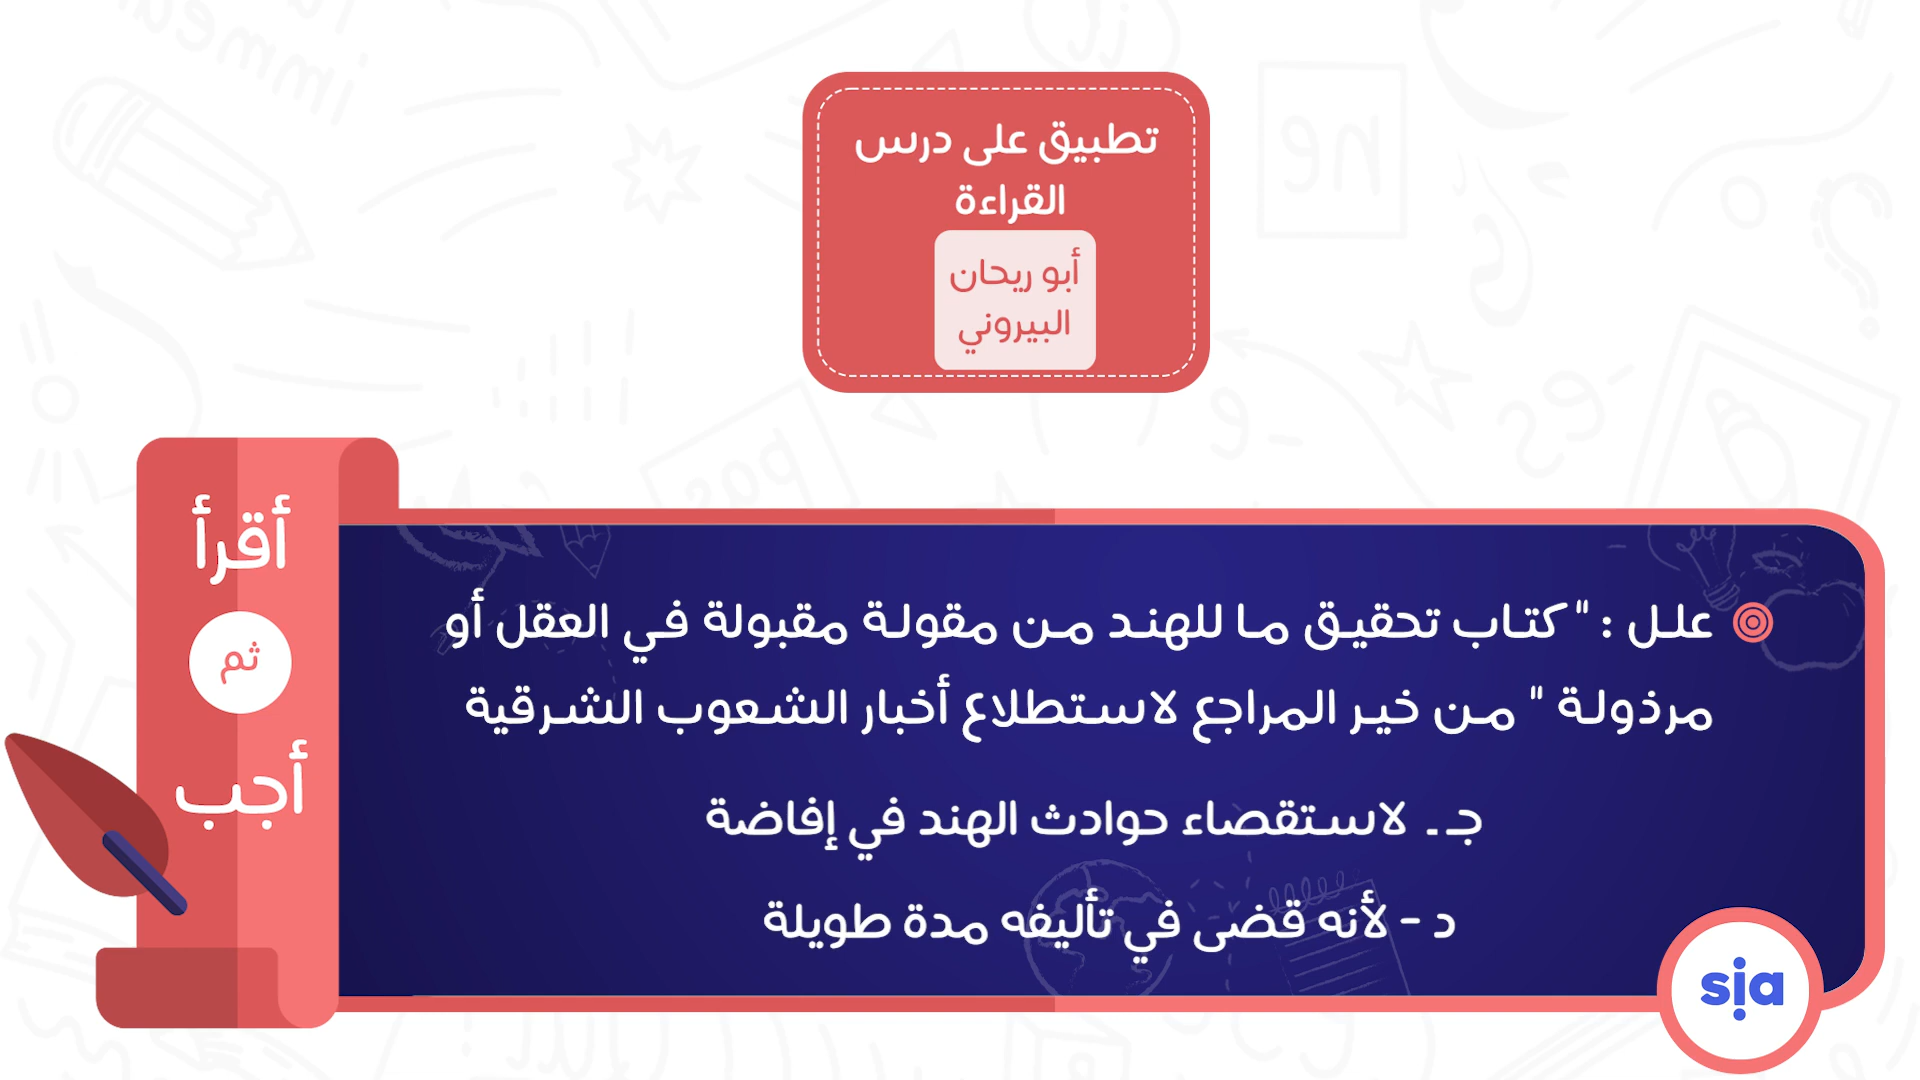 تطبيق على درس
القراءة
أبو ريحان
البيروني
أقرأ
ثم
أجب
علل : " كتاب تحقيق ما للهند من مقولة مقبولة في العقل أو
مرذولة " من خير المراجع لاستطلاع أخبار الشعوب الشرقية
جـ ـ لاستقصاء حوادث الهند في إفاضة
د - لأنه قضى في تأليفه مدة طويلة
sia